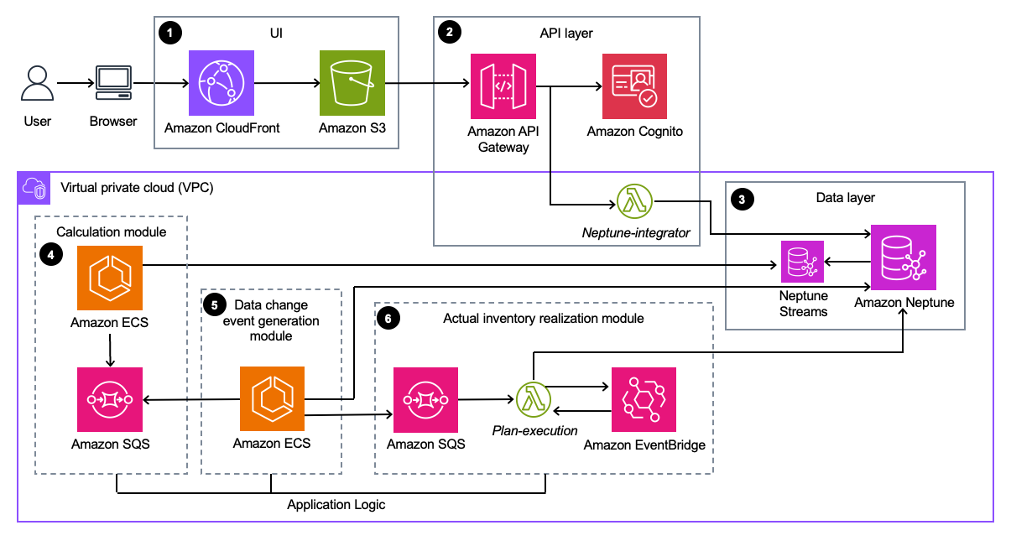 1
UI
2
API layer
User
Browser
Amazon CloudFront
Amazon S3
Amazon API
Gateway
Amazon Cognito
Virtual private cloud (VPC)
Neptune-integrator
3
Data layer
Neptune
Streams
Amazon Neptune
Calculation module
4
Amazon ECS
Amazon SQS
5
Data change
event generation
module
Amazon ECS
6
Actual inventory realization module
Amazon SQS
Plan-execution
Amazon EventBridge
Application Logic